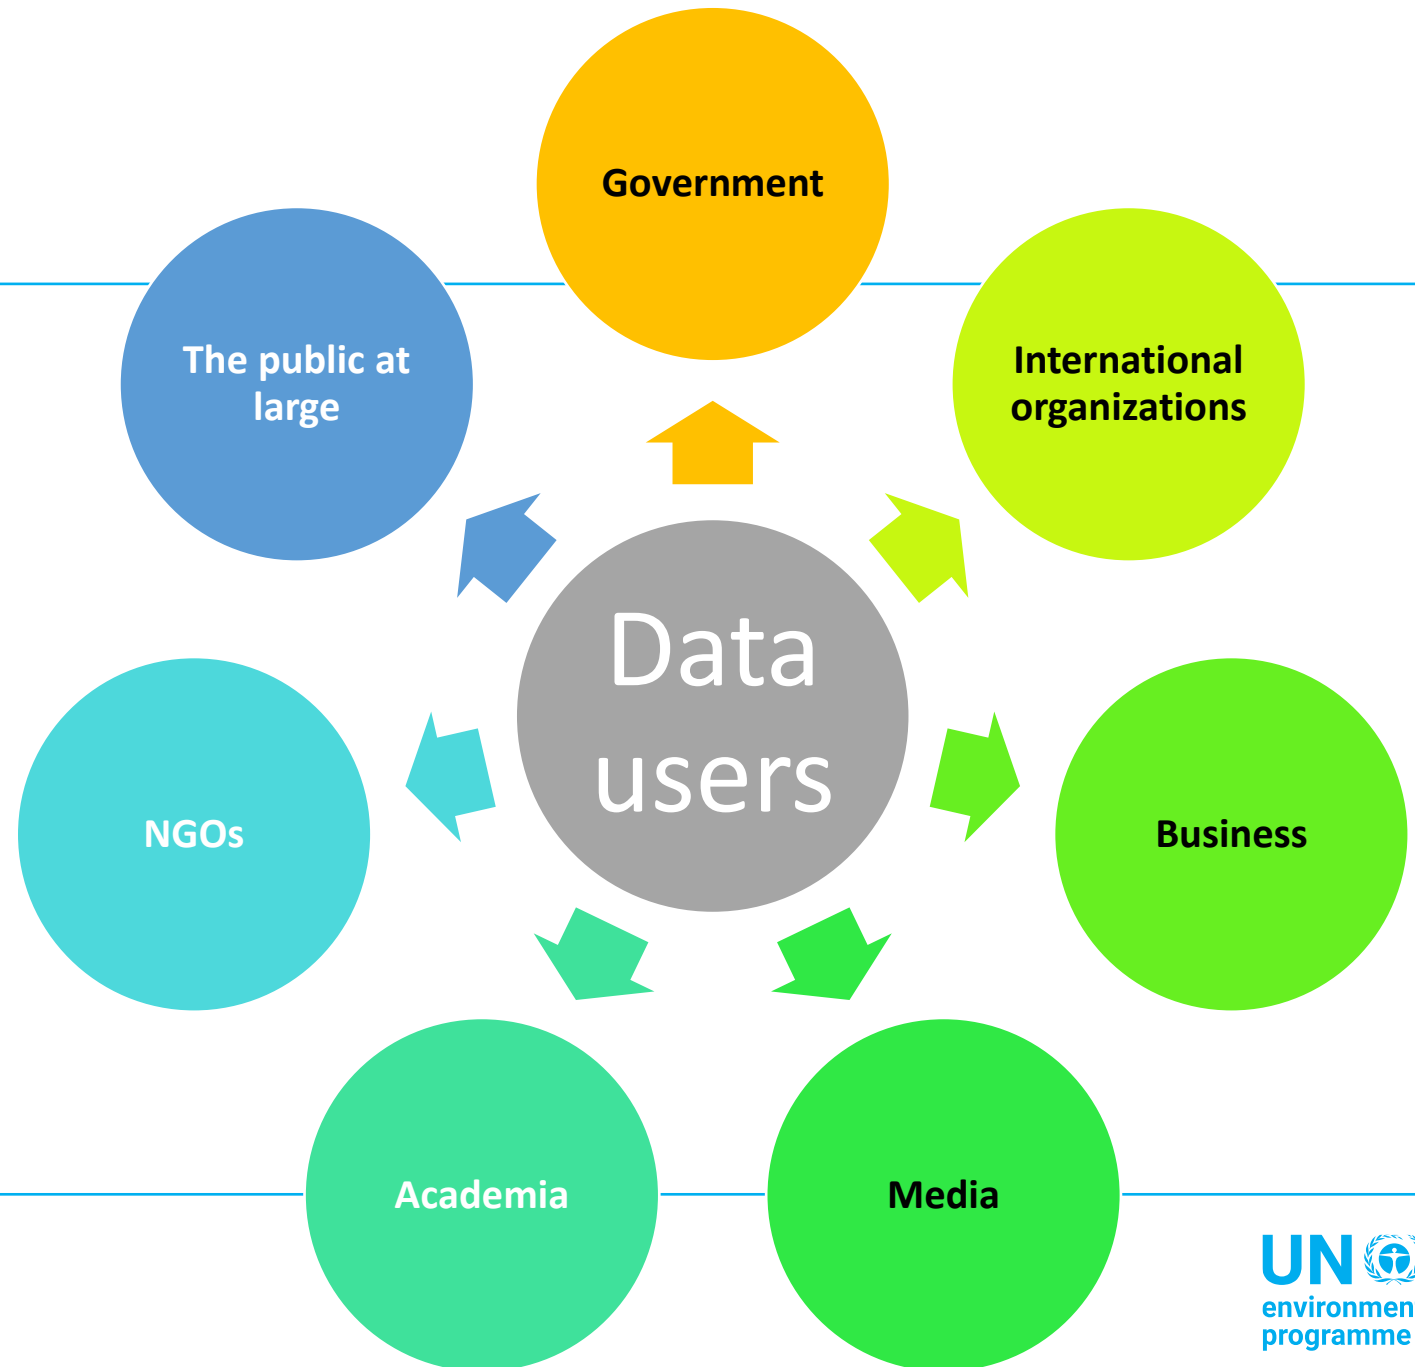 Government
International
organizations
Business
Media
Academia
NGOs
The public at
large
Data
users
UN
environmen
programme